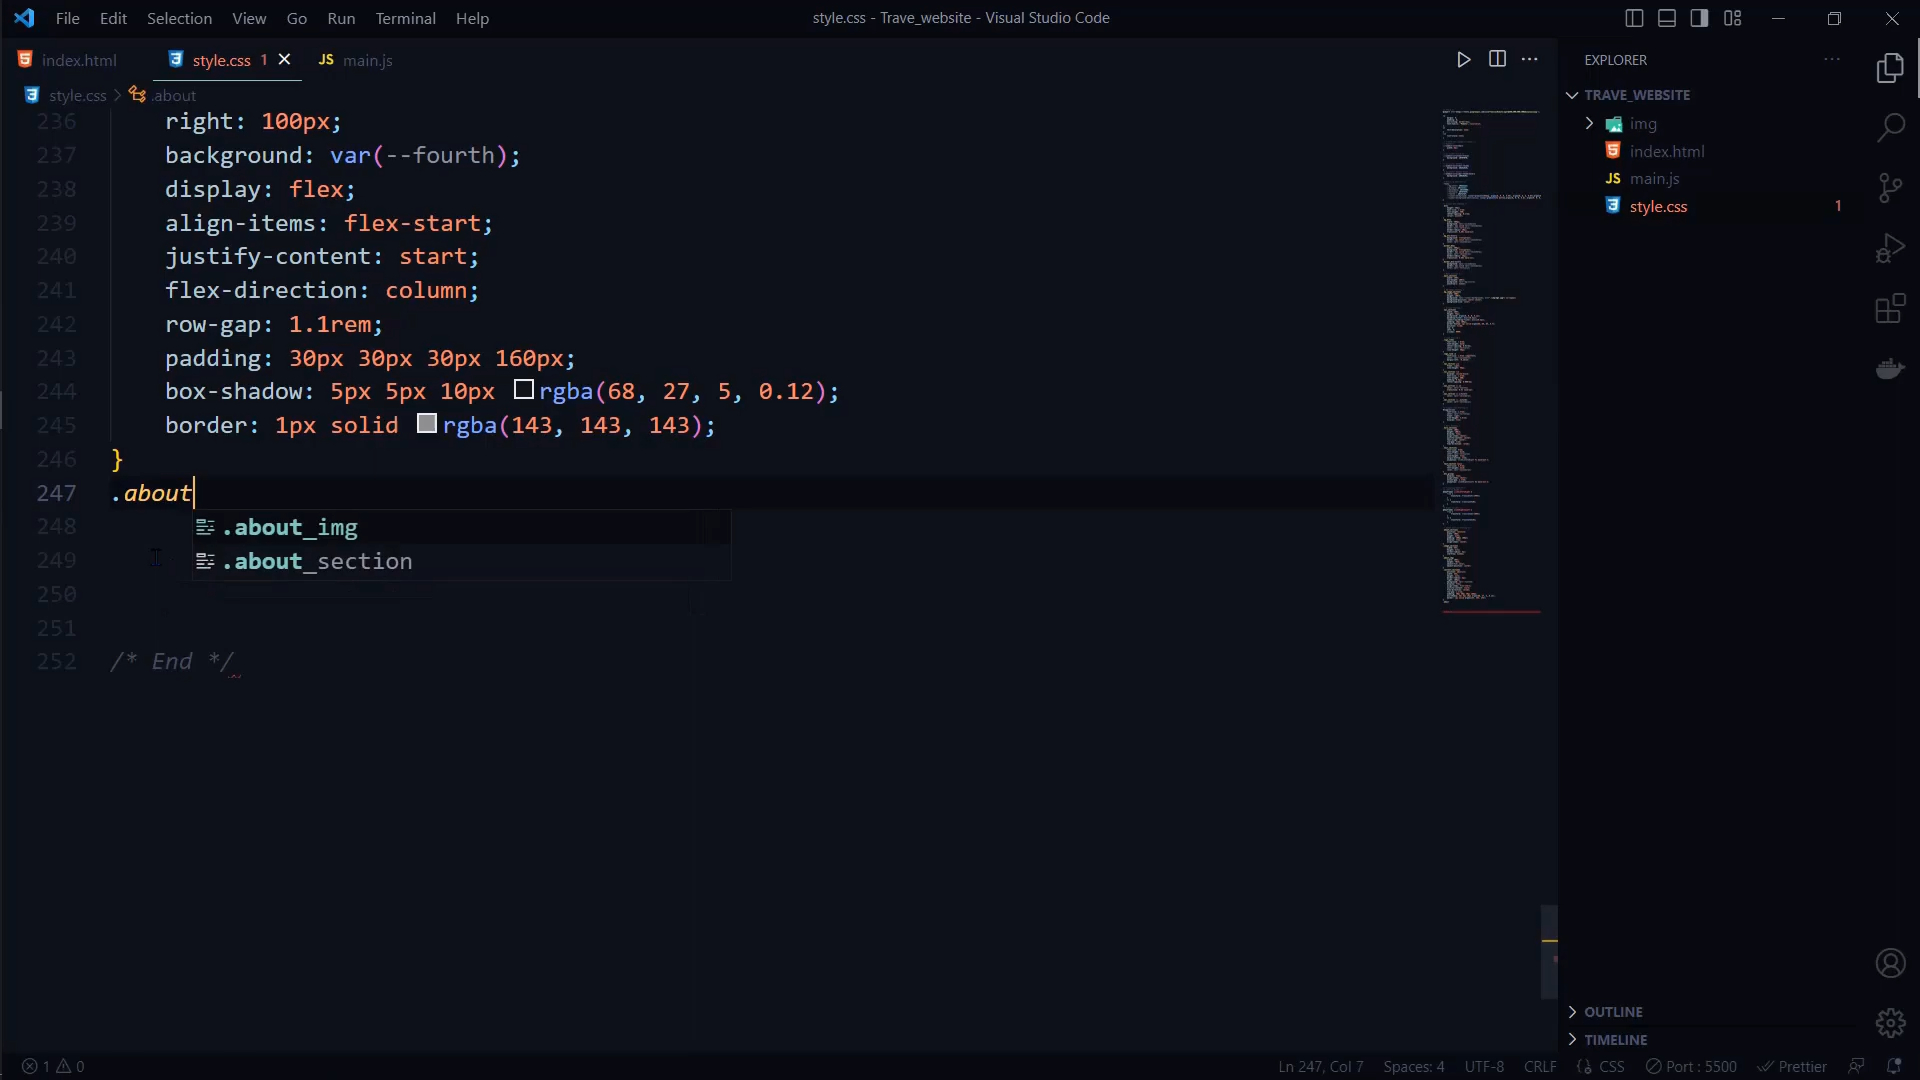 File Edit Selection View Go Run Terminal Help
style.css - Trave_website - Visual Studio Code
index.html
style.css 1
JS main.js
style.css > .about
236 right: 100px;
237 background: var(--fourth);
238 display: flex;
239 align-items: flex-start;
240 justify-content: start;
241 flex-direction: column;
242 row-gap: 1.1rem;
243 padding: 30px 30px 30px 160px;
244 box-shadow: 5px 5px 10px rgba(68, 27, 5, 0.12);
245 border: 1px solid rgba(143, 143, 143);
246 }
247 .about
248 .about_img
249 .about_section
250
251
252 /* End */
EXPLORER
TRAVE_WEBSITE
img
index.html
JS main.js
style.css 1
OUTLINE
TIMELINE
1 0
Ln 247, Col 7 Spaces: 4 UTF-8 CRLF {} CSS Port : 5500 Prettier